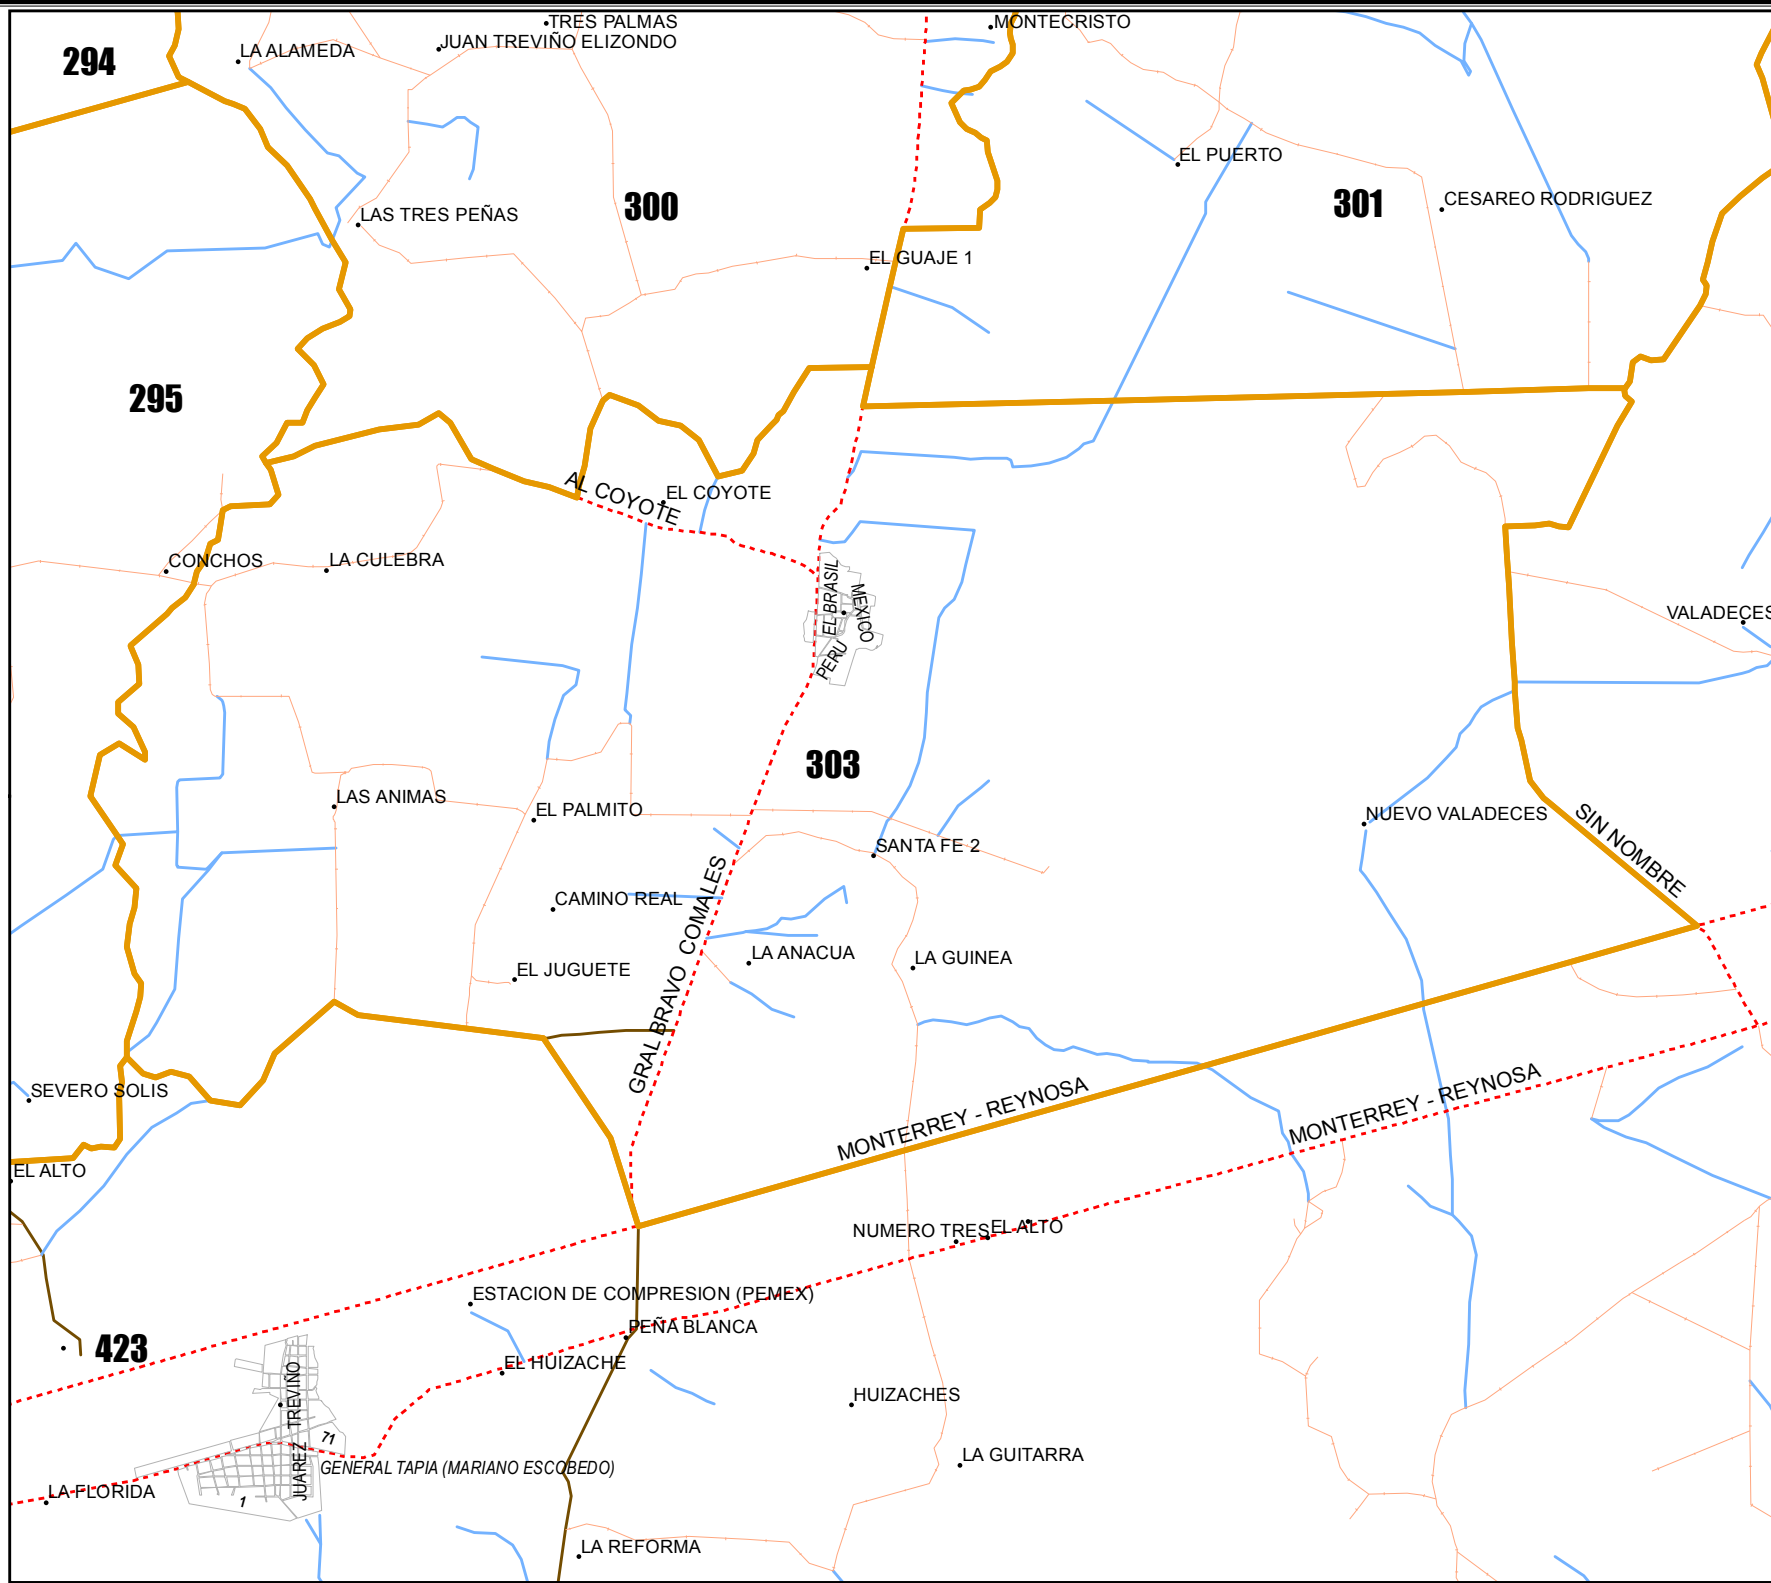 TRES PALMAS
MONTECRISTO
JUAN TREVIÑO ELIZONDO
294
LA ALAMEDA
EL PUERTO
300
301
CESAREO RODRIGUEZ
LAS TRES PEÑAS
EL GUAJE 1
295
AL COYOTE
EL COYOTE
CONCHOS
LA CULEBRA
EL BRASIL
MEXICO
PERU
VALADECES
303
LAS ANIMAS
EL PALMITO
NUEVO VALADECES
SIN NOMBRE
SANTA FE 2
CAMINO REAL
GRAL BRAVO COMALES
LA ANACUA
LA GUINEA
EL JUGUETE
SEVERO SOLIS
MONTERREY - REYNOSA
MONTERREY - REYNOSA
EL ALTO
NUMERO TRES
EL ALTO
ESTACION DE COMPRESION (PEMEX)
PEÑA BLANCA
423
EL HUIZACHE
JUAREZ TREVIÑO
HUIZACHES
71
GENERAL TAPIA (MARIANO ESCOBEDO)
LA GUITARRA
LA FLORIDA
1
LA REFORMA